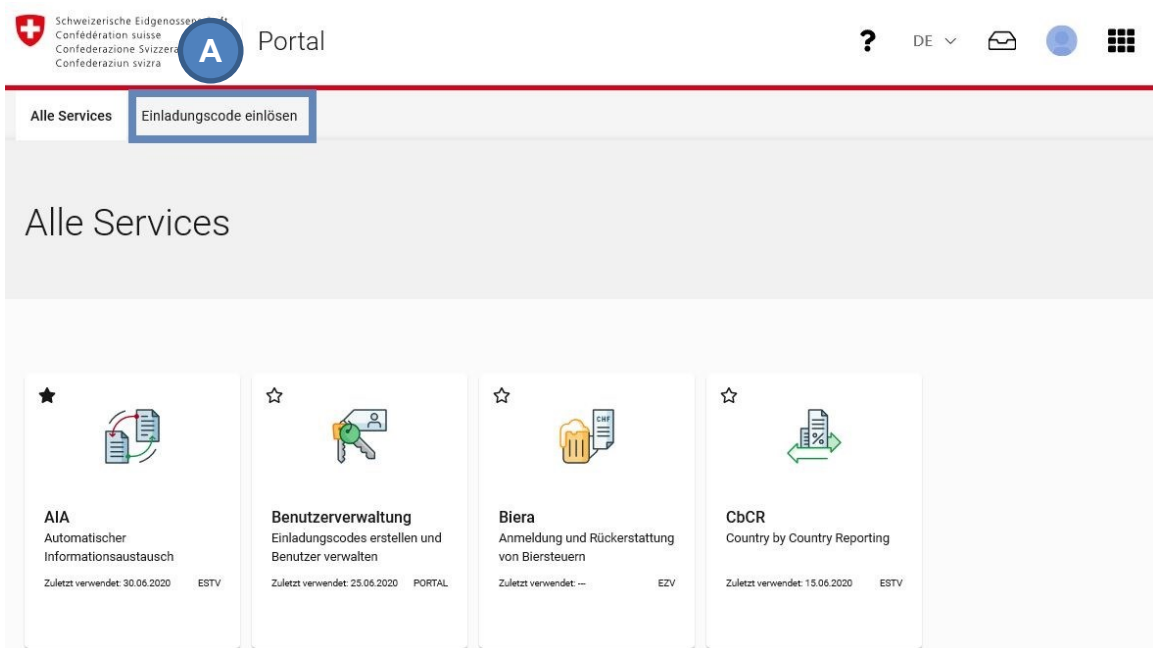 Schweizerische Eidgenossenschaft
Confédération suisse
Confederazione Svizzera
Confederaziun svizra
A
Portal
?
DE
Alle Services
Einladungscode einlösen
Alle Services
CHF
%
AIA
Automatischer
Informationsaustausch
Zuletzt verwendet: 30.06.2020 ESTV
Benutzerverwaltung
Einladungscodes erstellen und
Benutzer verwalten
Zuletzt verwendet: 25.06.2020 PORTAL
Biera
Anmeldung und Rückerstattung
von Biersteuern
Zuletzt verwendet: --- EZV
CbCR
Country by Country Reporting
Zuletzt verwendet: 15.06.2020 ESTV